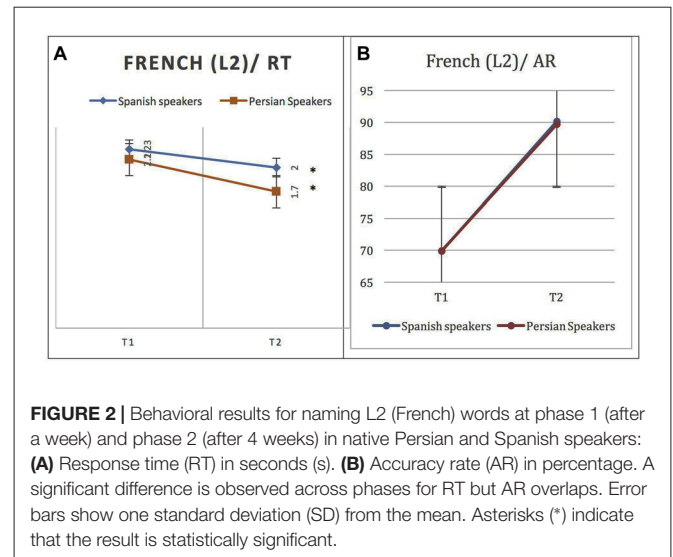 A
FRENCH (L2)/ RT
Spanish speakers Persian Speakers
2
*
1.7
*
T1 T2
B
French (L2)/ AR
95
90
85
80
75
70
65
T1 T2
Spanish speakers Persian Speakers
FIGURE 2 | Behavioral results for naming L2 (French) words at phase 1 (after
a week) and phase 2 (after 4 weeks) in native Persian and Spanish speakers:
(A) Response time (RT) in seconds (s). (B) Accuracy rate (AR) in percentage. A
significant difference is observed across phases for RT but AR overlaps. Error
bars show one standard deviation (SD) from the mean. Asterisks (*) indicate
that the result is statistically significant.